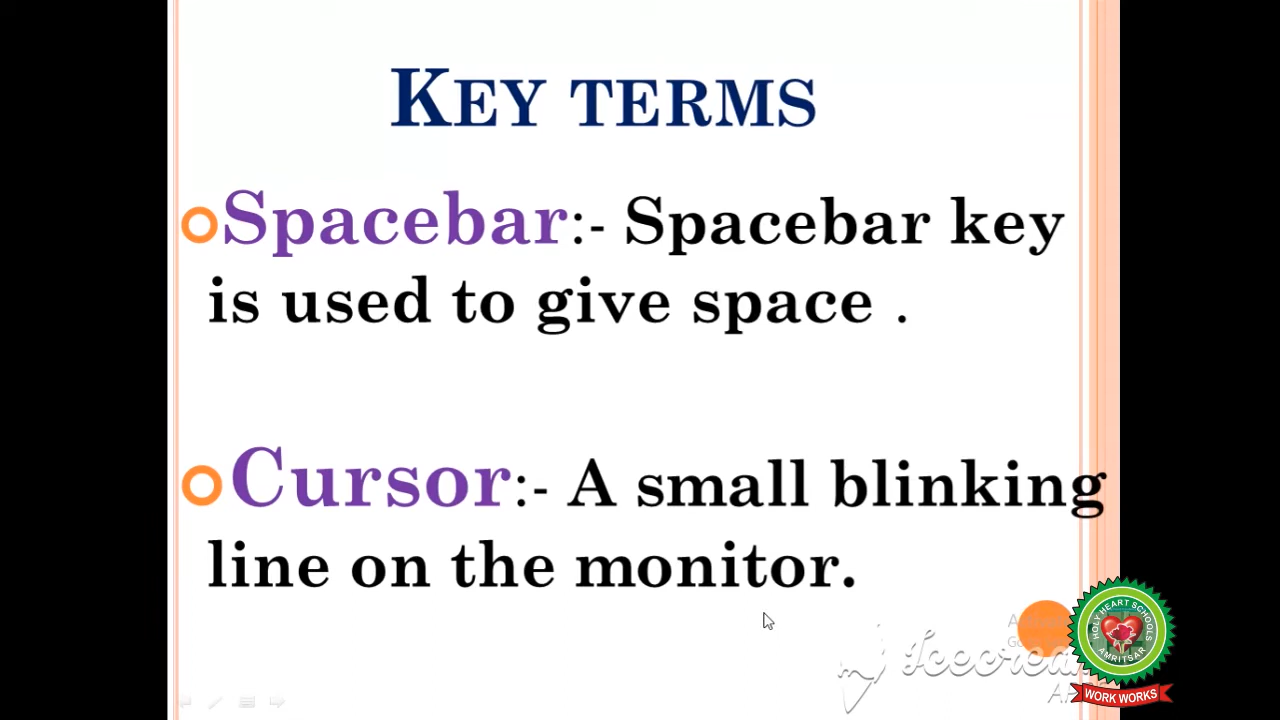 KEY TERMS
Spacebar:- Spacebar key
is used to give space .
Cursor:- A small blinking
line on the monitor.
HOLY HEART SCHOOLS
AMRITSAR
WORK WORKS